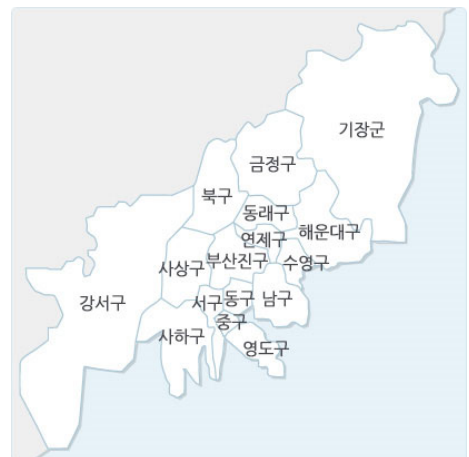 기장군
금정구
북구
동래구
해운대구
연제구
부산진구
수영구
사상구
강서구
서구
동구
남구
중구
사하구
영도구